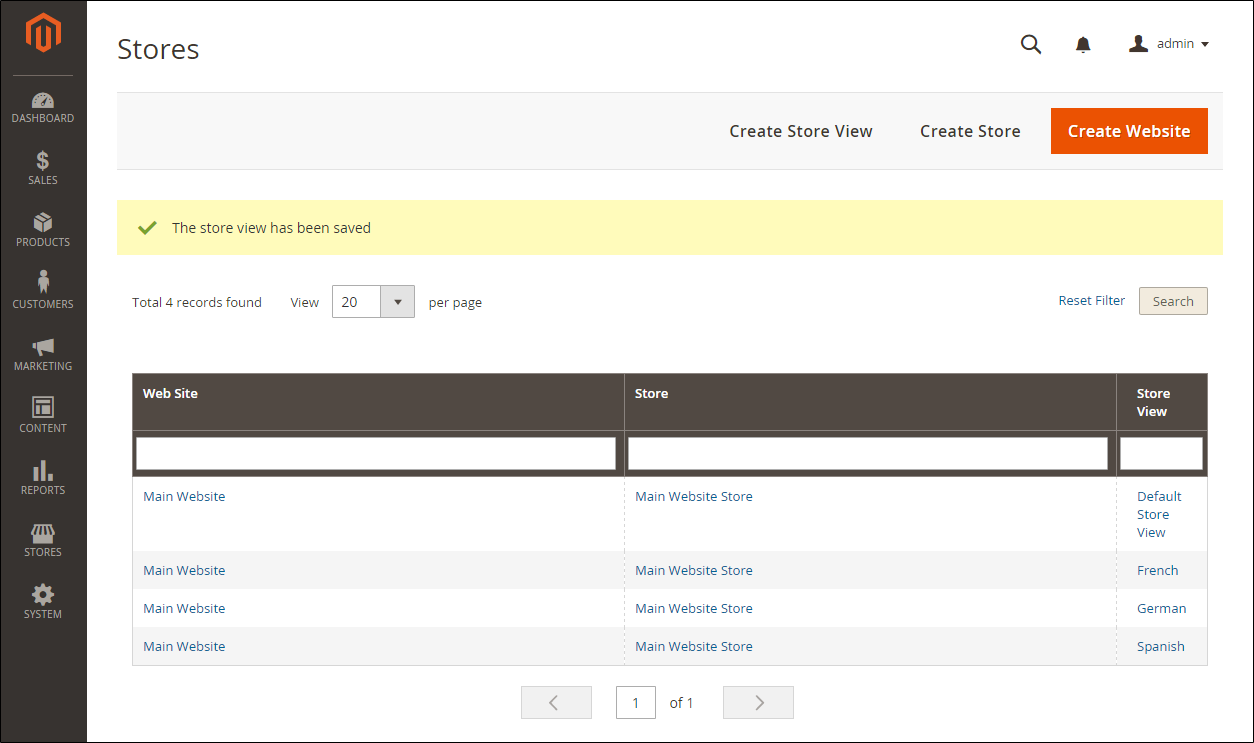 Stores
admin
DASHBOARD
SALES
PRODUCTS
CUSTOMERS
MARKETING
CONTENT
REPORTS
STORES
SYSTEM
Create Store View
Create Store
Create Website
The store view has been saved
Total 4 records found
View
20
per page
Reset Filter
Search
Web Site
Store
Store
View
Main Website
Main Website Store
Default
Store
View
Main Website
Main Website Store
French
Main Website
Main Website Store
German
Main Website
Main Website Store
Spanish
1
of 1